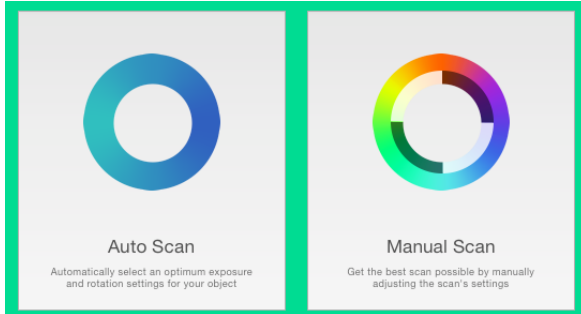 Auto Scan
Automatically select an optimum exposure
and rotation settings for your object
Manual Scan
Get the best scan possible by manually
adjusting the scan's settings